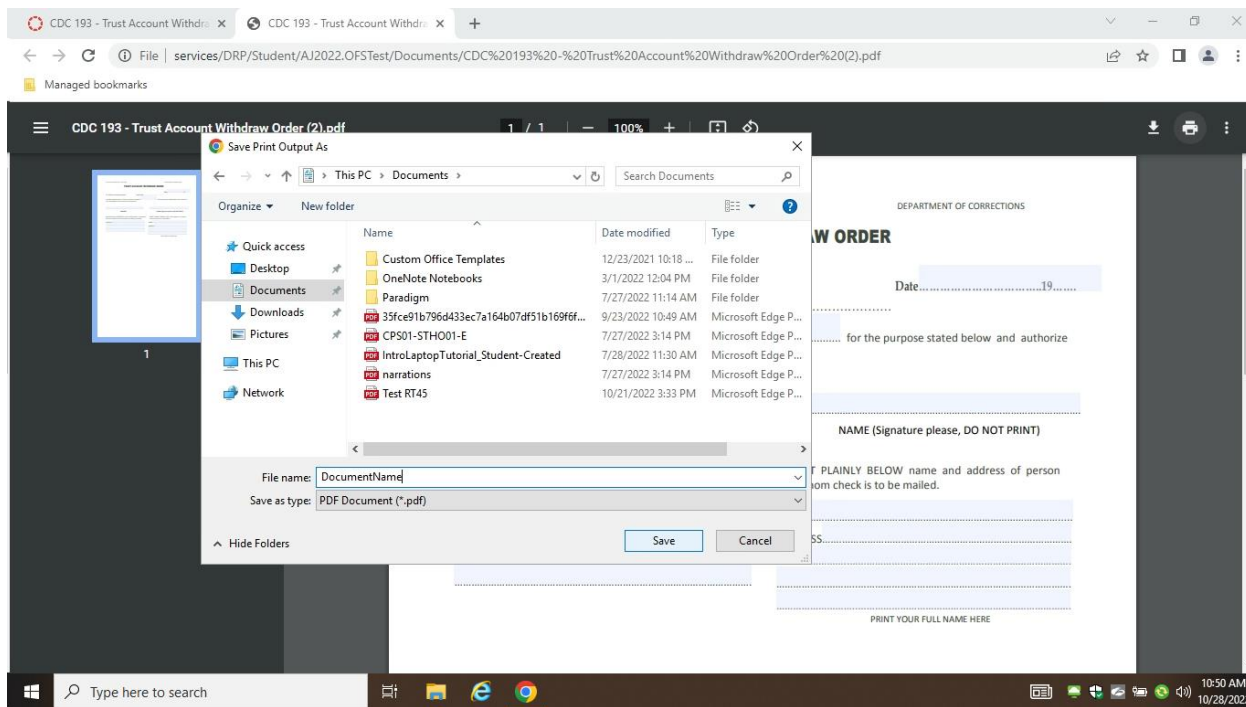 CDC 193 - Trust Account Withdra
CDC 193 - Trust Account Withdra
File | services/DRP/Student/AJ2022.OFSTest/Documents/CDC%20193%20-%20Trust%20Account%20Withdraw%20Order%20(2).pdf
Managed bookmarks
CDC 193 - Trust Account Withdraw Order (2).pdf
1 / 1 | — 100% +
Save Print Output As
This PC > Documents >
Search Documents
Organize New folder
Quick access
Desktop
Documents
Downloads
Pictures
This PC
Network
Name Date modified Type
Custom Office Templates 12/23/2021 10:18 ... File folder
OneNote Notebooks 3/1/2022 12:04 PM File folder
Paradigm 7/27/2022 11:14 AM File folder
35fce91b796d433ec7a164b07df51b169f6f... 9/23/2022 10:49 AM Microsoft Edge P...
CPS01-STHO01-E 7/27/2022 3:14 PM Microsoft Edge P...
IntroLaptopTutorial_Student-Created 7/28/2022 11:30 AM Microsoft Edge P...
narrations 7/27/2022 3:14 PM Microsoft Edge P...
Test RT45 10/21/2022 3:33 PM Microsoft Edge P...
File name: DocumentName
Save as type: PDF Document (*.pdf)
Hide Folders
Save Cancel
1
DEPARTMENT OF CORRECTIONS
W ORDER
Date....................................19.......
for the purpose stated below and authorize
NAME (Signature please, DO NOT PRINT)
PLAINLY BELOW name and address of person
om check is to be mailed.
SS
PRINT YOUR FULL NAME HERE
Type here to search
10:50 AM
10/28/202